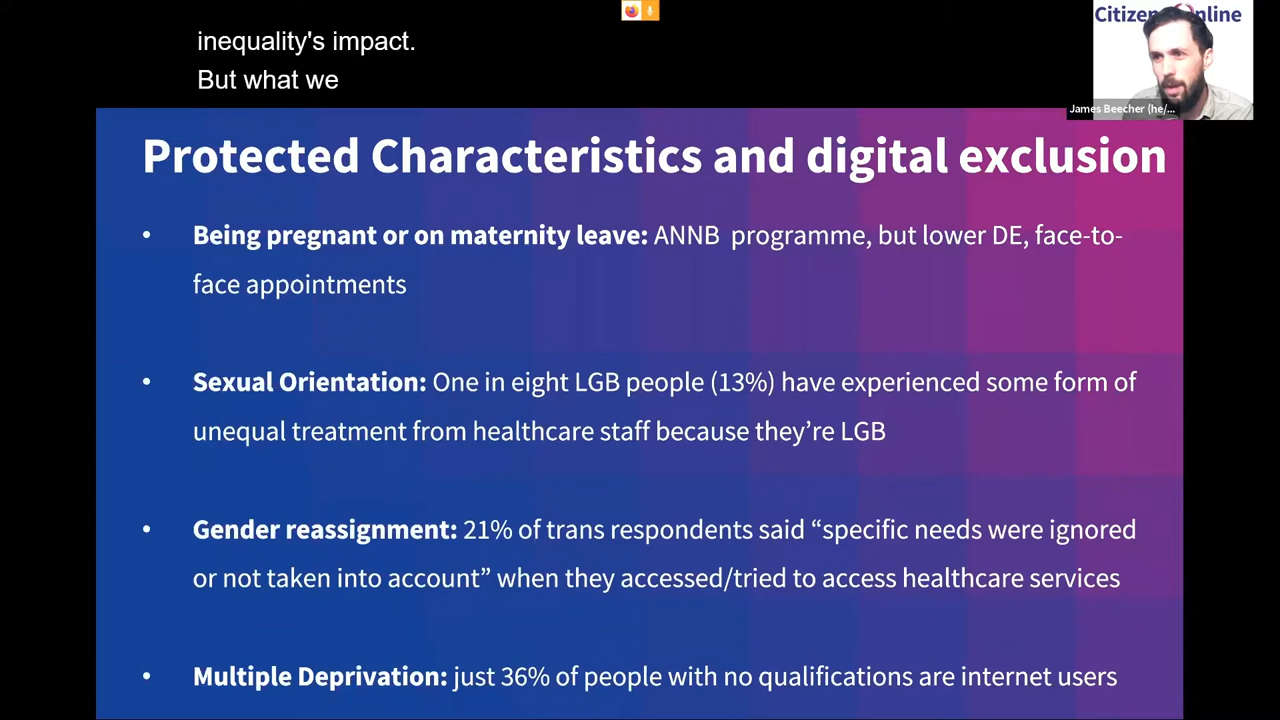 inequality's impact.
But what we
Citizen Online
James Beecher (he/...
Protected Characteristics and digital exclusion
• Being pregnant or on maternity leave: ANNB programme, but lower DE, face-to-
face appointments
• Sexual Orientation: One in eight LGB people (13%) have experienced some form of
unequal treatment from healthcare staff because they’re LGB
• Gender reassignment: 21% of trans respondents said “specific needs were ignored
or not taken into account” when they accessed/tried to access healthcare services
• Multiple Deprivation: just 36% of people with no qualifications are internet users